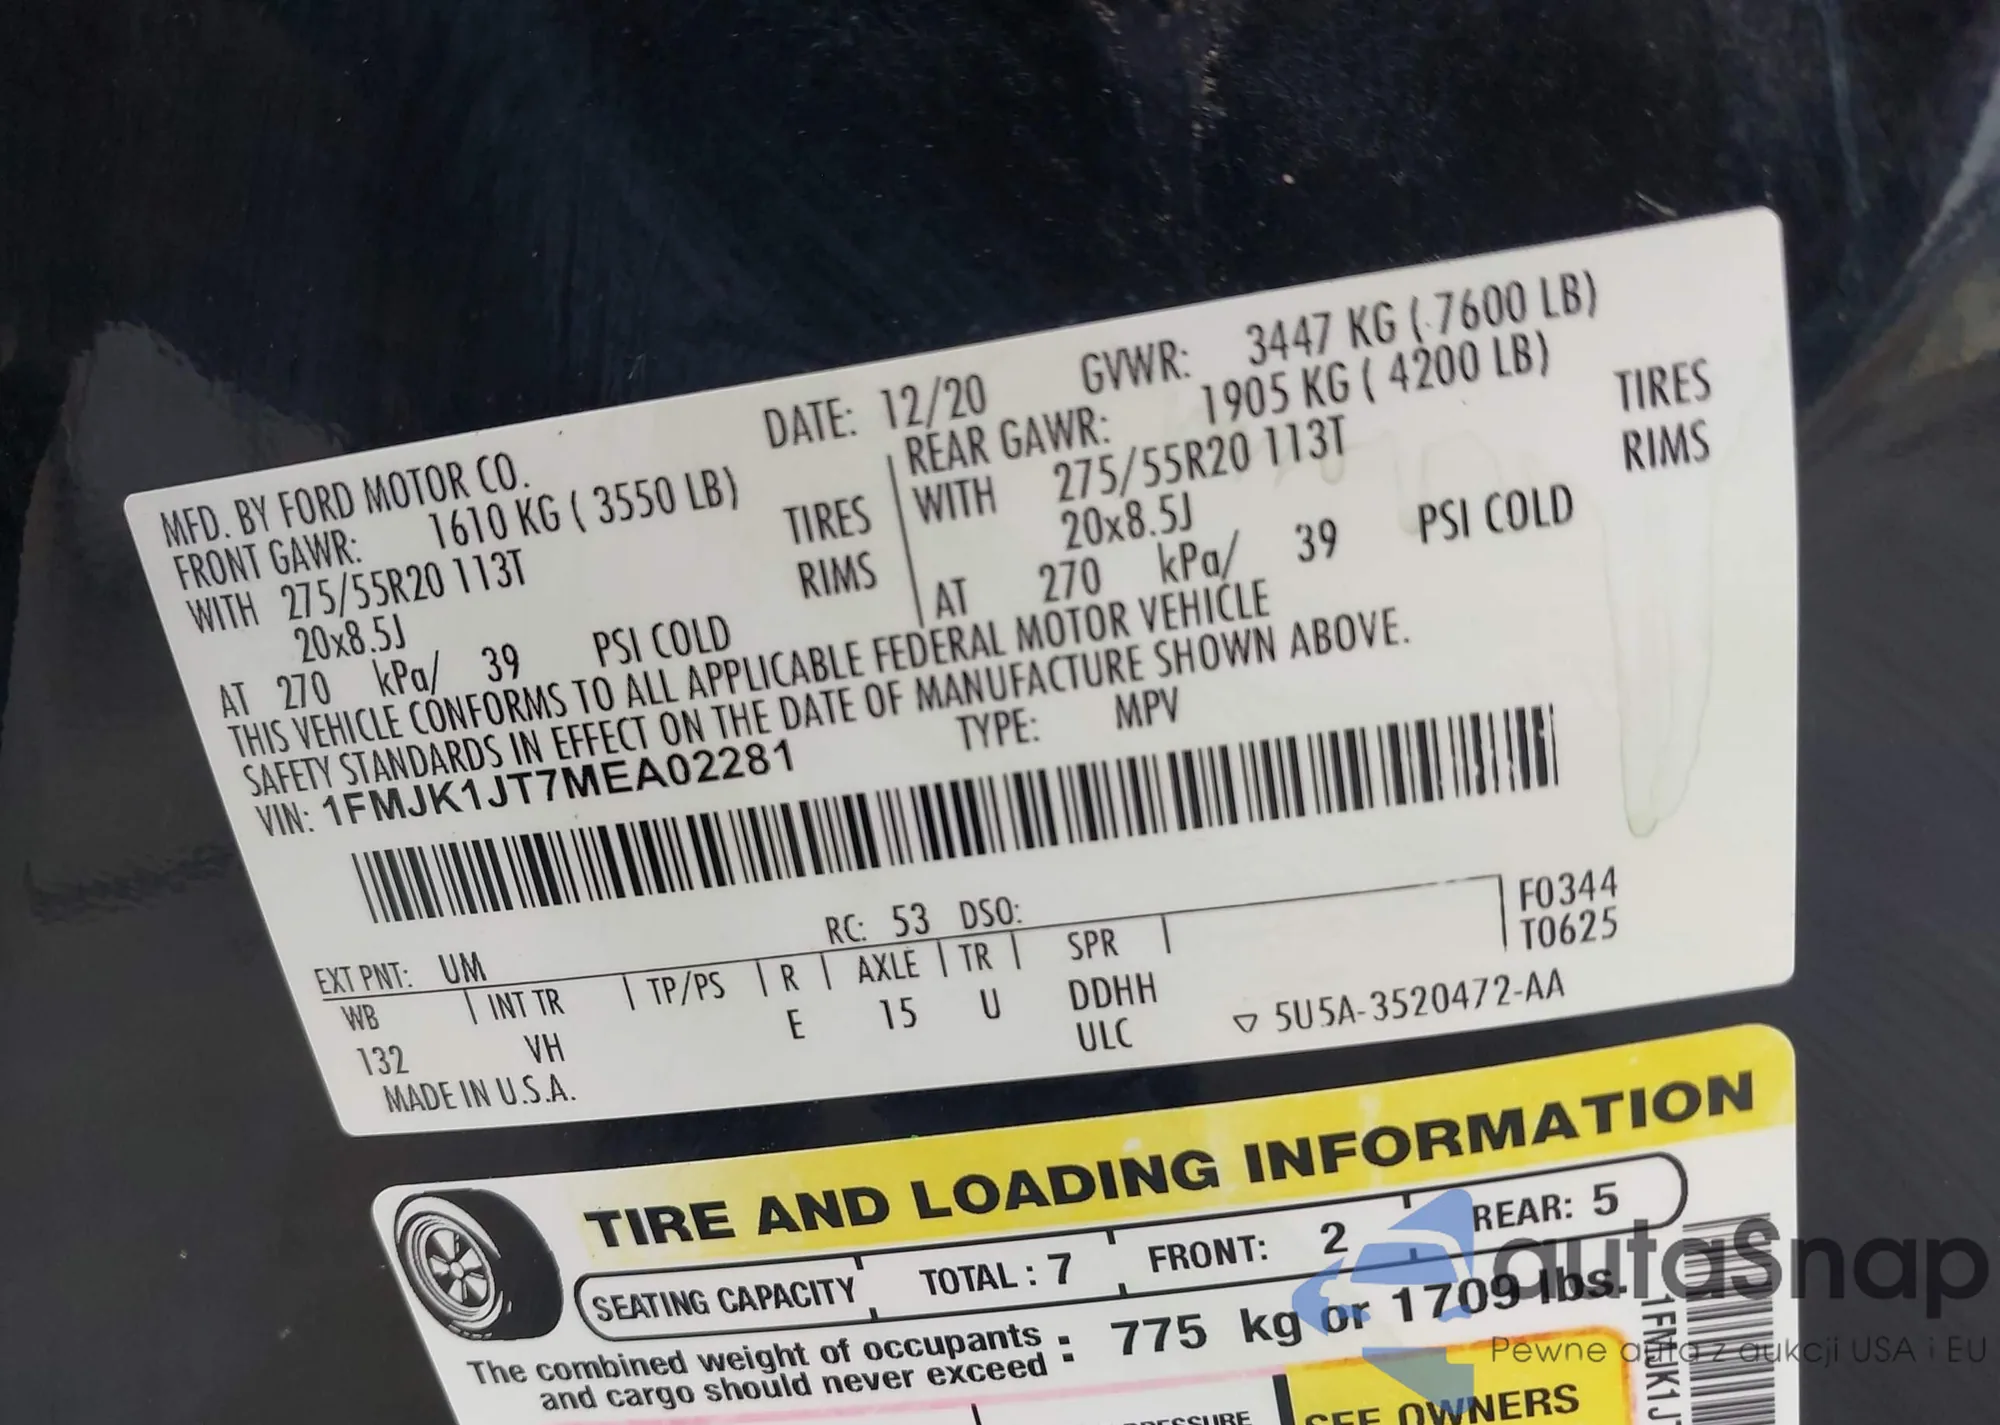 MFD. BY FORD MOTOR CO. DATE: 12/20 GVWR: 3447 KG ( 7600 LB)
FRONT GAWR: 1610 KG ( 3550 LB) REAR GAWR: 1905 KG ( 4200 LB)
WITH 275/55R20 113T TIRES WITH 275/55R20 113T TIRES
20x8.5J RIMS 20x8.5J RIMS
AT 270 kPa/ 39 PSI COLD AT 270 kPa/ 39 PSI COLD
THIS VEHICLE CONFORMS TO ALL APPLICABLE FEDERAL MOTOR VEHICLE
SAFETY STANDARDS IN EFFECT ON THE DATE OF MANUFACTURE SHOWN ABOVE.
VIN: 1FMJK1JT7MEA02281 TYPE: MPV
F0344
T0625
EXT PNT: UM RC: 53 DSO:
WB INT TR TP/PS R AXLE TR SPR
132 VH E 15 U DDHH
ULC
MADE IN U.S.A. ▽ 5U5A-3520472-AA
TIRE AND LOADING INFORMATION
SEATING CAPACITY TOTAL : 7 FRONT: 2 REAR: 5
The combined weight of occupants
and cargo should never exceed : 775 kg or 1709 lbs.
PRESSURE
SEE OWNERS
1FMJK1J
autaSnap
Pewne auta z aukcji USA i EU